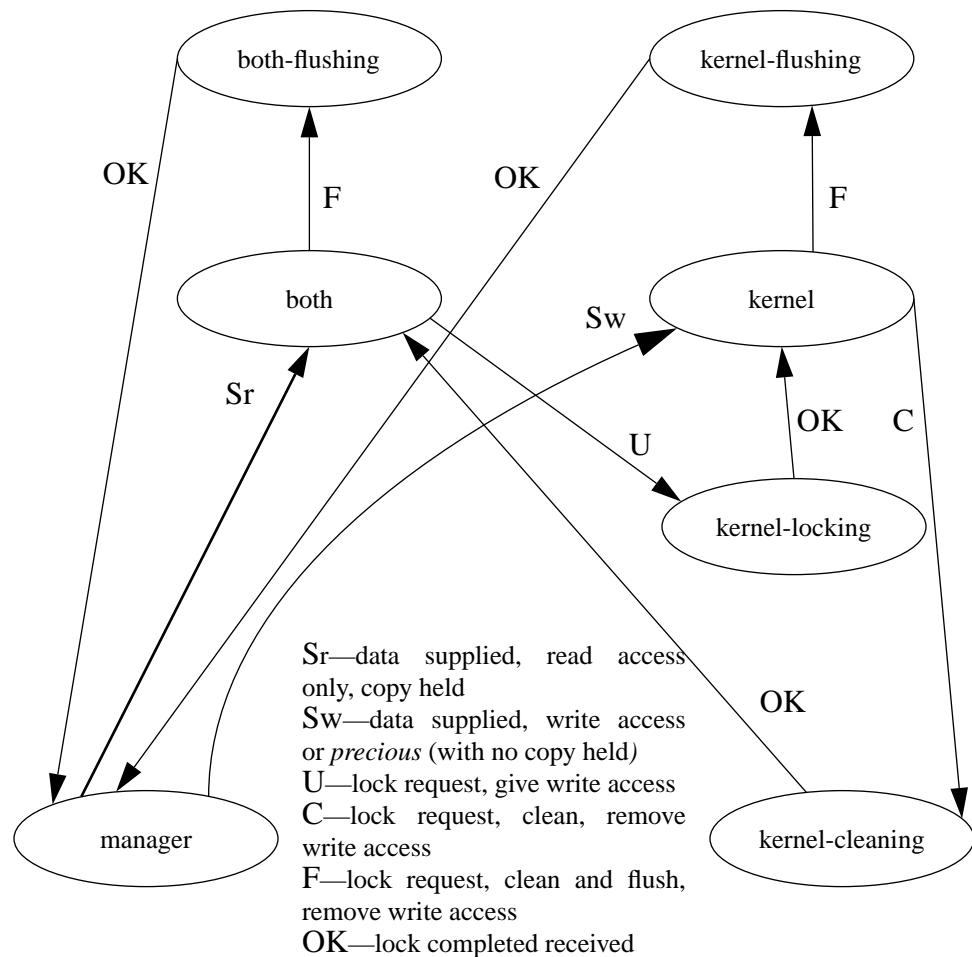 both-flushing
kernel-flushing
OK
OK
F
F
both
kernel
Sw
Sr
OK
C
U
kernel-locking
Sr—data supplied, read access
only, copy held
Sw—data supplied, write access
or precious (with no copy held)
U—lock request, give write access
C—lock request, clean, remove
write access
F—lock request, clean and flush,
remove write access
OK—lock completed received
OK
manager
kernel-cleaning